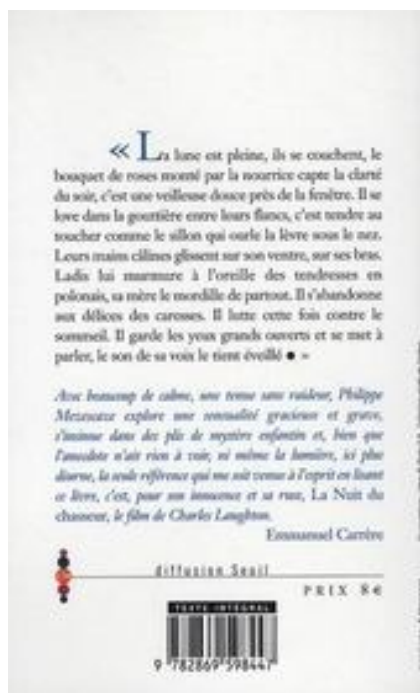 « La lune est pleine, ils se couchent, le
bouquet de roses monté par la nourrice capte la clarté
du soir, c'est une veilleuse douce près de la fenêtre. Il se
love dans la gouttière entre leurs flancs, c'est tendre au
toucher comme le sillon qui ourle la lèvre sous le nez.
Leurs mains câlines glissent sur son ventre, sur ses bras.
Ladis lui murmure à l'oreille des tendresses en
polonais, sa mère le mordille de partout. Il s'abandonne
aux délices des caresses. Il lutte cette fois contre le
sommeil. Il garde les yeux grands ouverts et se met à
parler, le son de sa voix le tient éveillé ● »
Avec beaucoup de calme, une tenue sans raideur, Philippe
Mezescaze explore une sensualité gracieuse et grave,
s'insinue dans des plis de mystère enfantin et, bien que
l'anecdote n'ait rien à voir, ni même la lumière, ici plus
diurne, la seule référence qui me soit venue à l'esprit en lisant
ce livre, c'est, pour son innocence et sa ruse, La Nuit du
chasseur, le film de Charles Laughton.
Emmanuel Carrère
diffusion Seuil
PRIX 8€
TEXTE INTÉGRAL
9 782869 598447